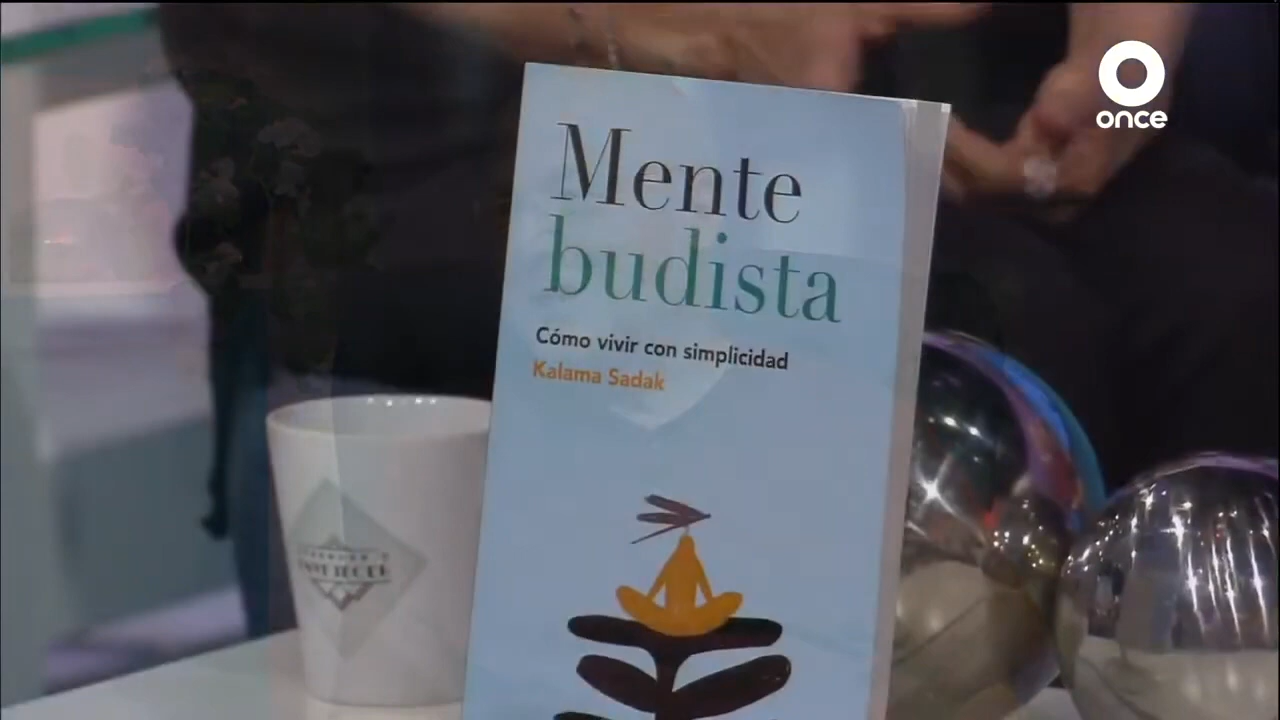 once
Mente
budista
Cómo vivir con simplicidad
Kalama Sadak